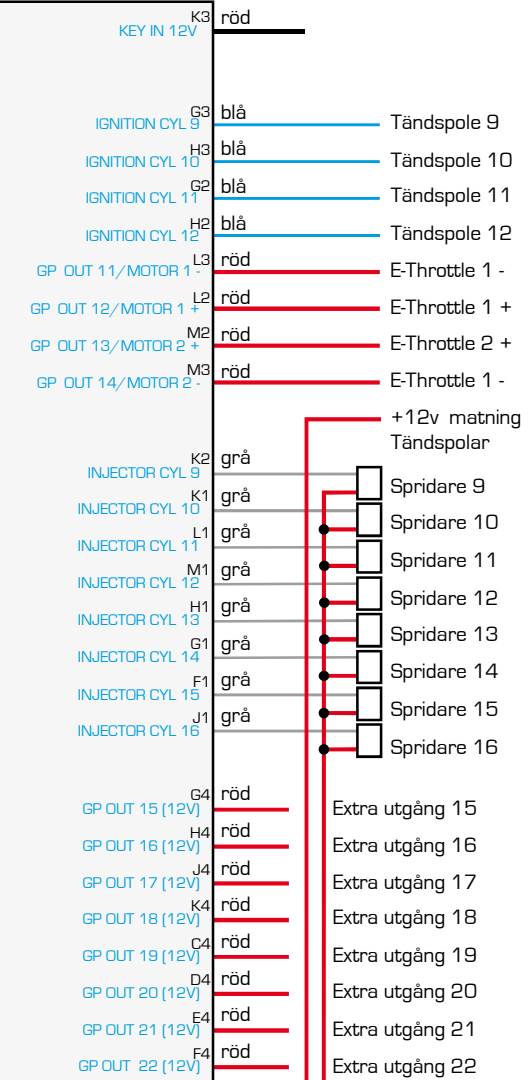 K3 röd
KEY IN 12V
G3 blå
IGNITION CYL 9 Tändspole 9
H3 blå
IGNITION CYL 10 Tändspole 10
G2 blå
IGNITION CYL 11 Tändspole 11
H2 blå
IGNITION CYL 12 Tändspole 12
L3 röd
GP OUT 11/MOTOR 1 - E-Throttle 1 -
L2 röd
GP OUT 12/MOTOR 1 + E-Throttle 1 +
M2 röd
GP OUT 13/MOTOR 2 + E-Throttle 2 +
M3 röd
GP OUT 14/MOTOR 2 - E-Throttle 1 -
+12v matning
Tändspolar
K2 grå
INJECTOR CYL 9 Spridare 9
K1 grå
INJECTOR CYL 10 Spridare 10
L1 grå
INJECTOR CYL 11 Spridare 11
M1 grå
INJECTOR CYL 12 Spridare 12
H1 grå
INJECTOR CYL 13 Spridare 13
G1 grå
INJECTOR CYL 14 Spridare 14
F1 grå
INJECTOR CYL 15 Spridare 15
J1 grå
INJECTOR CYL 16 Spridare 16
G4 röd
GP OUT 15 (12V) Extra utgång 15
H4 röd
GP OUT 16 (12V) Extra utgång 16
J4 röd
GP OUT 17 (12V) Extra utgång 17
K4 röd
GP OUT 18 (12V) Extra utgång 18
C4 röd
GP OUT 19 (12V) Extra utgång 19
D4 röd
GP OUT 20 (12V) Extra utgång 20
E4 röd
GP OUT 21 (12V) Extra utgång 21
F4 röd
GP OUT 22 (12V) Extra utgång 22